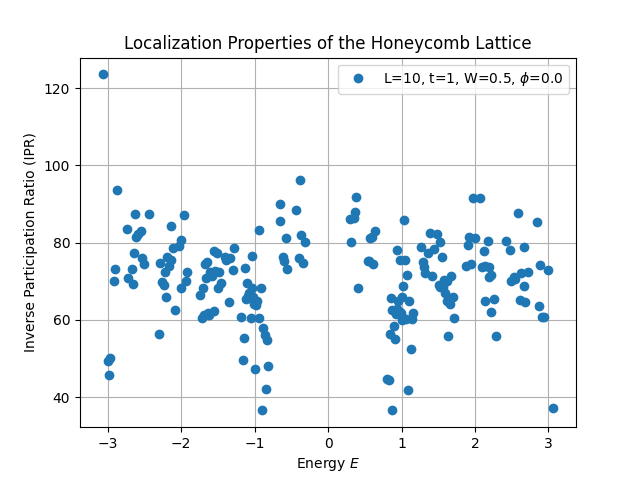 Localization Properties of the Honeycomb Lattice
L=10, t=1, W=0.5, ϕ=0.0
Inverse Participation Ratio (IPR)
120
100
80
60
40
−3 −2 −1 0 1 2 3
Energy E